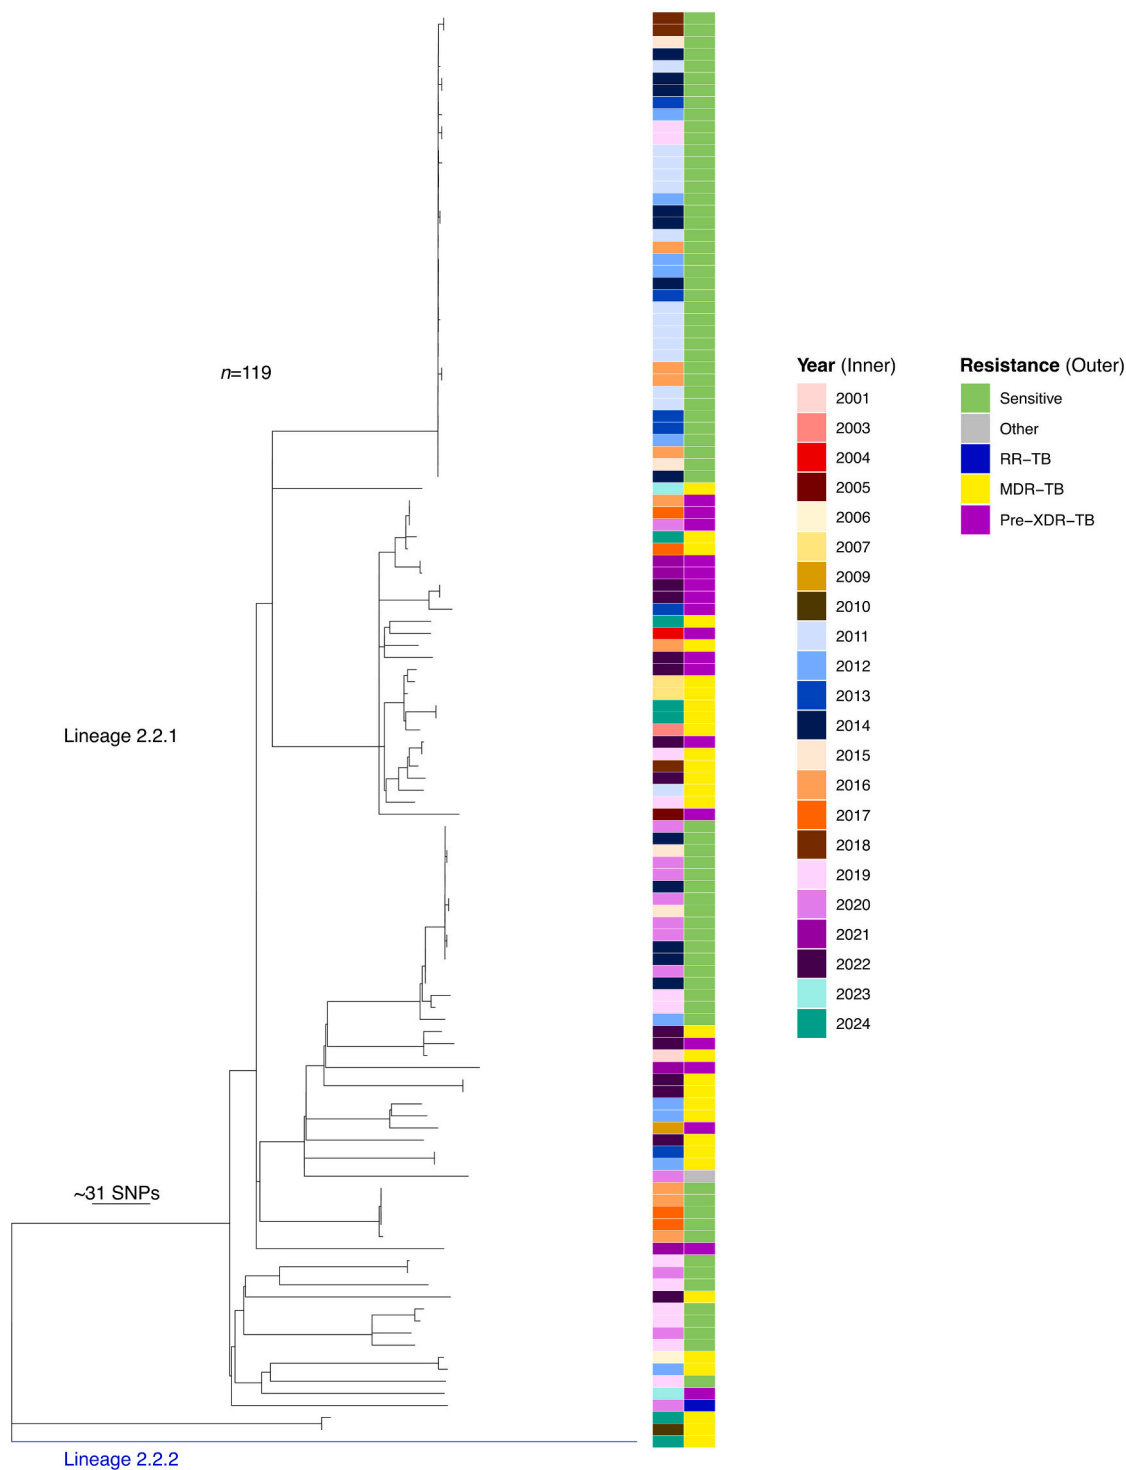 n=119
Lineage 2.2.1
~31 SNPs
Lineage 2.2.2
Year (Inner)
2001
2003
2004
2005
2006
2007
2009
2010
2011
2012
2013
2014
2015
2016
2017
2018
2019
2020
2021
2022
2023
2024
Resistance (Outer)
Sensitive
Other
RR−TB
MDR−TB
Pre−XDR−TB